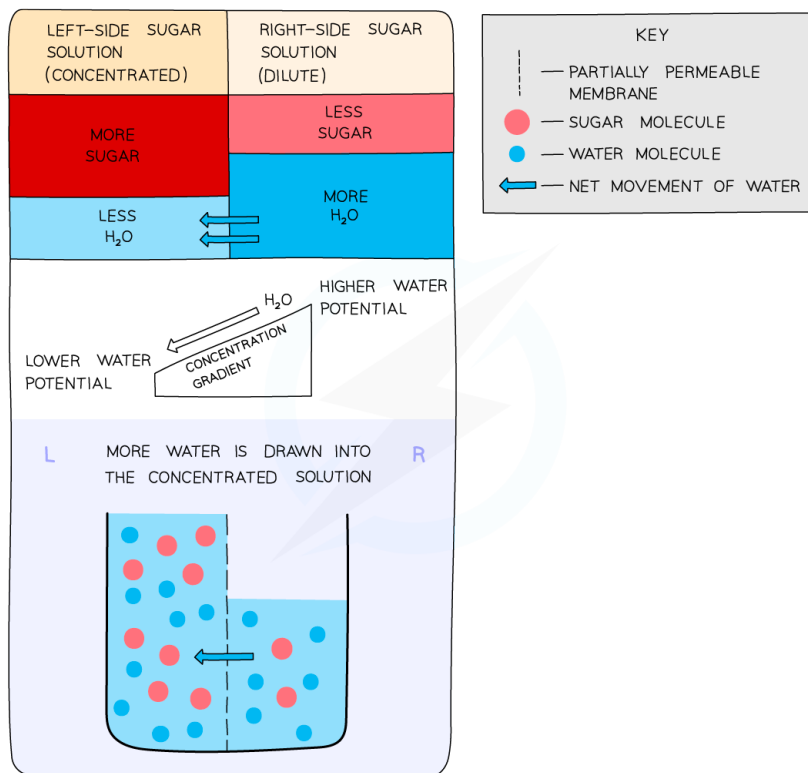 LEFT-SIDE SUGAR
SOLUTION
(CONCENTRATED)
RIGHT-SIDE SUGAR
SOLUTION
(DILUTE)
MORE
SUGAR
LESS
SUGAR
LESS
H₂O
MORE
H₂O
H₂O
HIGHER WATER
POTENTIAL
LOWER WATER
POTENTIAL
CONCENTRATION
GRADIENT
L
MORE WATER IS DRAWN INTO
THE CONCENTRATED SOLUTION
R
KEY
PARTIALLY PERMEABLE
MEMBRANE
SUGAR MOLECULE
WATER MOLECULE
NET MOVEMENT OF WATER